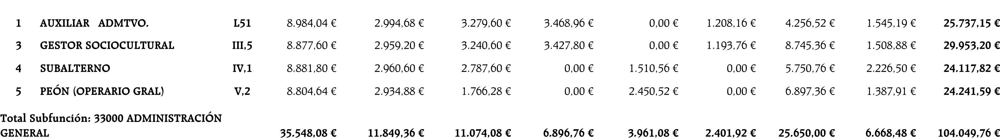 1 AUXILIAR ADMTVO. L51 8.984,04 € 2.994,68 € 3.279,60 € 3.468,96 € 0,00 € 1.208,16 € 4.256,52 € 1.545,19 € 25.737,15 €
3 GESTOR SOCIOCULTURAL III,5 8.877,60 € 2.959,20 € 3.240,60 € 3.427,80 € 0,00 € 1.193,76 € 8.745,36 € 1.508,88 € 29.953,20 €
4 SUBALTERNO IV,1 8.881,80 € 2.960,60 € 2.787,60 € 0,00 € 1.510,56 € 0,00 € 5.750,76 € 2.226,50 € 24.117,82 €
5 PEÓN (OPERARIO GRAL) V,2 8.804,64 € 2.934,88 € 1.766,28 € 0,00 € 2.450,52 € 0,00 € 6.897,36 € 1.387,91 € 24.241,59 €
Total Subfunción: 33000 ADMINISTRACIÓN
GENERAL 35.548,08 € 11.849,36 € 11.074,08 € 6.896,76 € 3.961,08 € 2.401,92 € 25.650,00 € 6.668,48 € 104.049,76 €